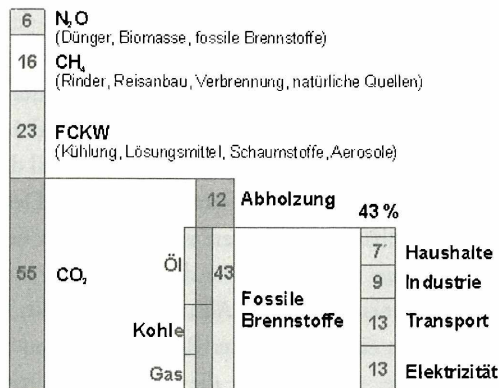 6 N₂O
(Dünger, Biomasse, fossile Brennstoffe)
16 CH₄
(Rinder, Reisanbau, Verbrennung, natürliche Quellen)
23 FCKW
(Kühlung, Lösungsmittel, Schaumstoffe, Aerosole)
12 Abholzung
43 %
55 CO₂
Öl
43
Kohle
Gas
Fossile
Brennstoffe
7 Haushalte
9 Industrie
13 Transport
13 Elektrizität